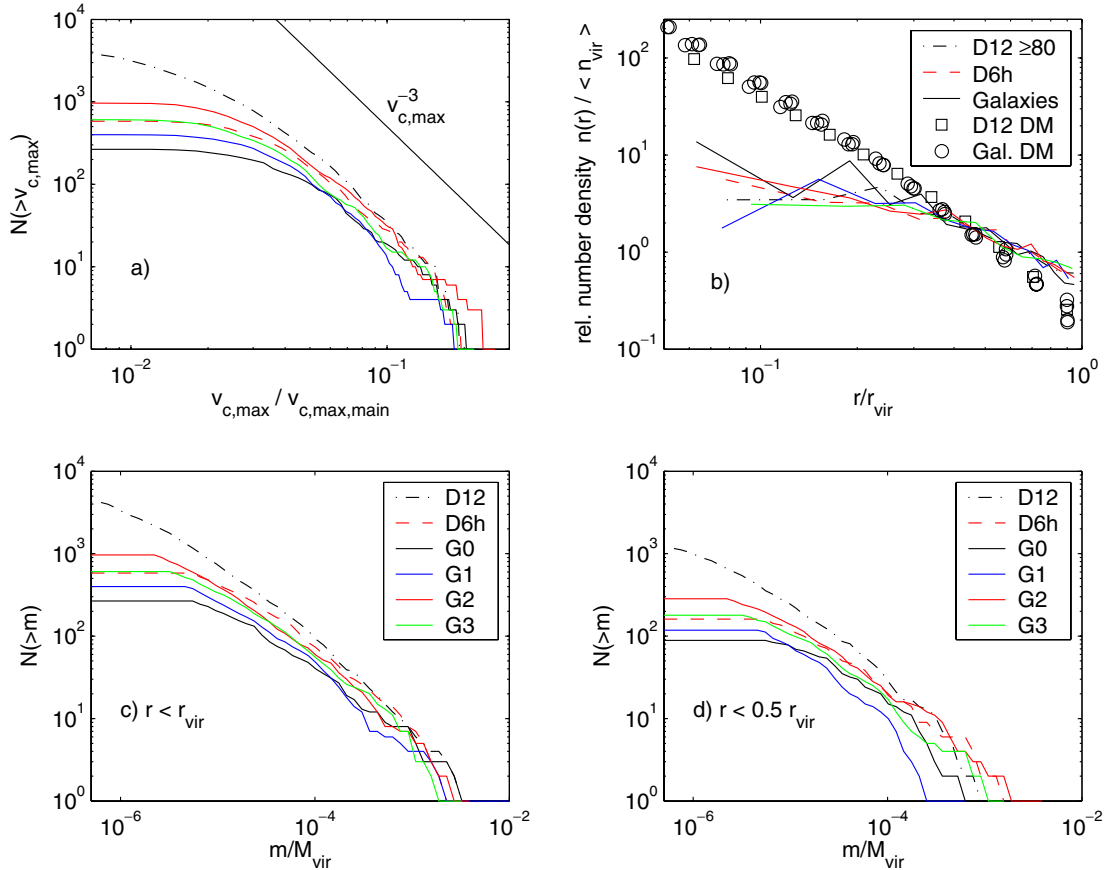 10^4
10^3
10^2
10^1
10^0
N(>v_c,max)
v_c,max^-3
a)
10^-2
10^-1
v_c,max / v_c,max,main
10^2
10^1
10^0
10^-1
rel. number density n(r) / < n_vir >
D12 ≥80
D6h
Galaxies
D12 DM
Gal. DM
b)
10^-1
10^0
r/r_vir
10^4
10^3
10^2
10^1
10^0
N(>m)
D12
D6h
G0
G1
G2
G3
c) r < r_vir
10^-6
10^-4
10^-2
m/M_vir
10^4
10^3
10^2
10^1
10^0
N(>m)
D12
D6h
G0
G1
G2
G3
d) r < 0.5 r_vir
10^-6
10^-4
10^-2
m/M_vir